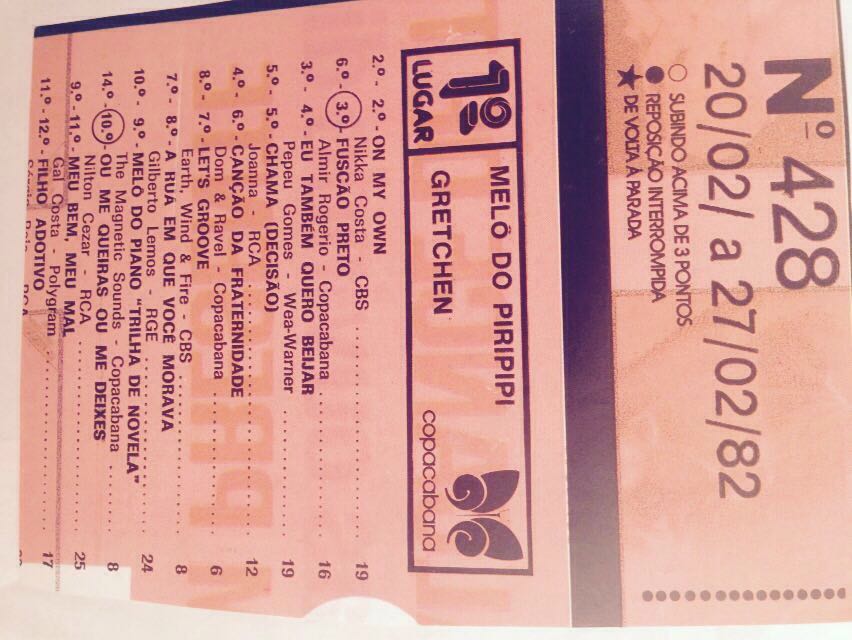 Nº 428
20/02/ a 27/02/82
○ SUBINDO ACIMA DE 3 PONTOS
● REPOSIÇÃO INTERROMPIDA
★ DE VOLTA À PARADA
1º LUGAR
MELÔ DO PIRIPIPI
GRETCHEN
copacabana
2.º - 2.º - ON MY OWN
Nikka Costa - CBS ........ 19
6.º - 3.º - FUSCÃO PRETO
Almir Rogerio - Copacabana ........ 16
3.º - 4.º - EU TAMBÉM QUERO BEIJAR
Pepeu Gomes - Wea-Warner ........ 19
5.º - 5.º - CHAMA (DECISÃO)
Joanna - RCA ........ 12
4.º - 6.º - CANÇÃO DA FRATERNIDADE
Dom & Ravel - Copacabana ........ 6
8.º - 7.º - LET'S GROOVE
Earth, Wind & Fire - CBS ........ 8
7.º - 8.º - A RUA EM QUE VOCÊ MORAVA
Gilberto Lemos - RGE ........ 24
10.º - 9.º - MELÔ DO PIANO "TRILHA DE NOVELA"
The Magnetic Sounds - Copacabana ........ 8
14.º - 10.º - OU ME QUEIRAS OU ME DEIXES
Nilton Cezar - RCA ........ 25
9.º - 11.º - MEU BEM, MEU MAL
Gal Costa - Polygram ........ 17
11.º - 12.º - FILHO ADOTIVO